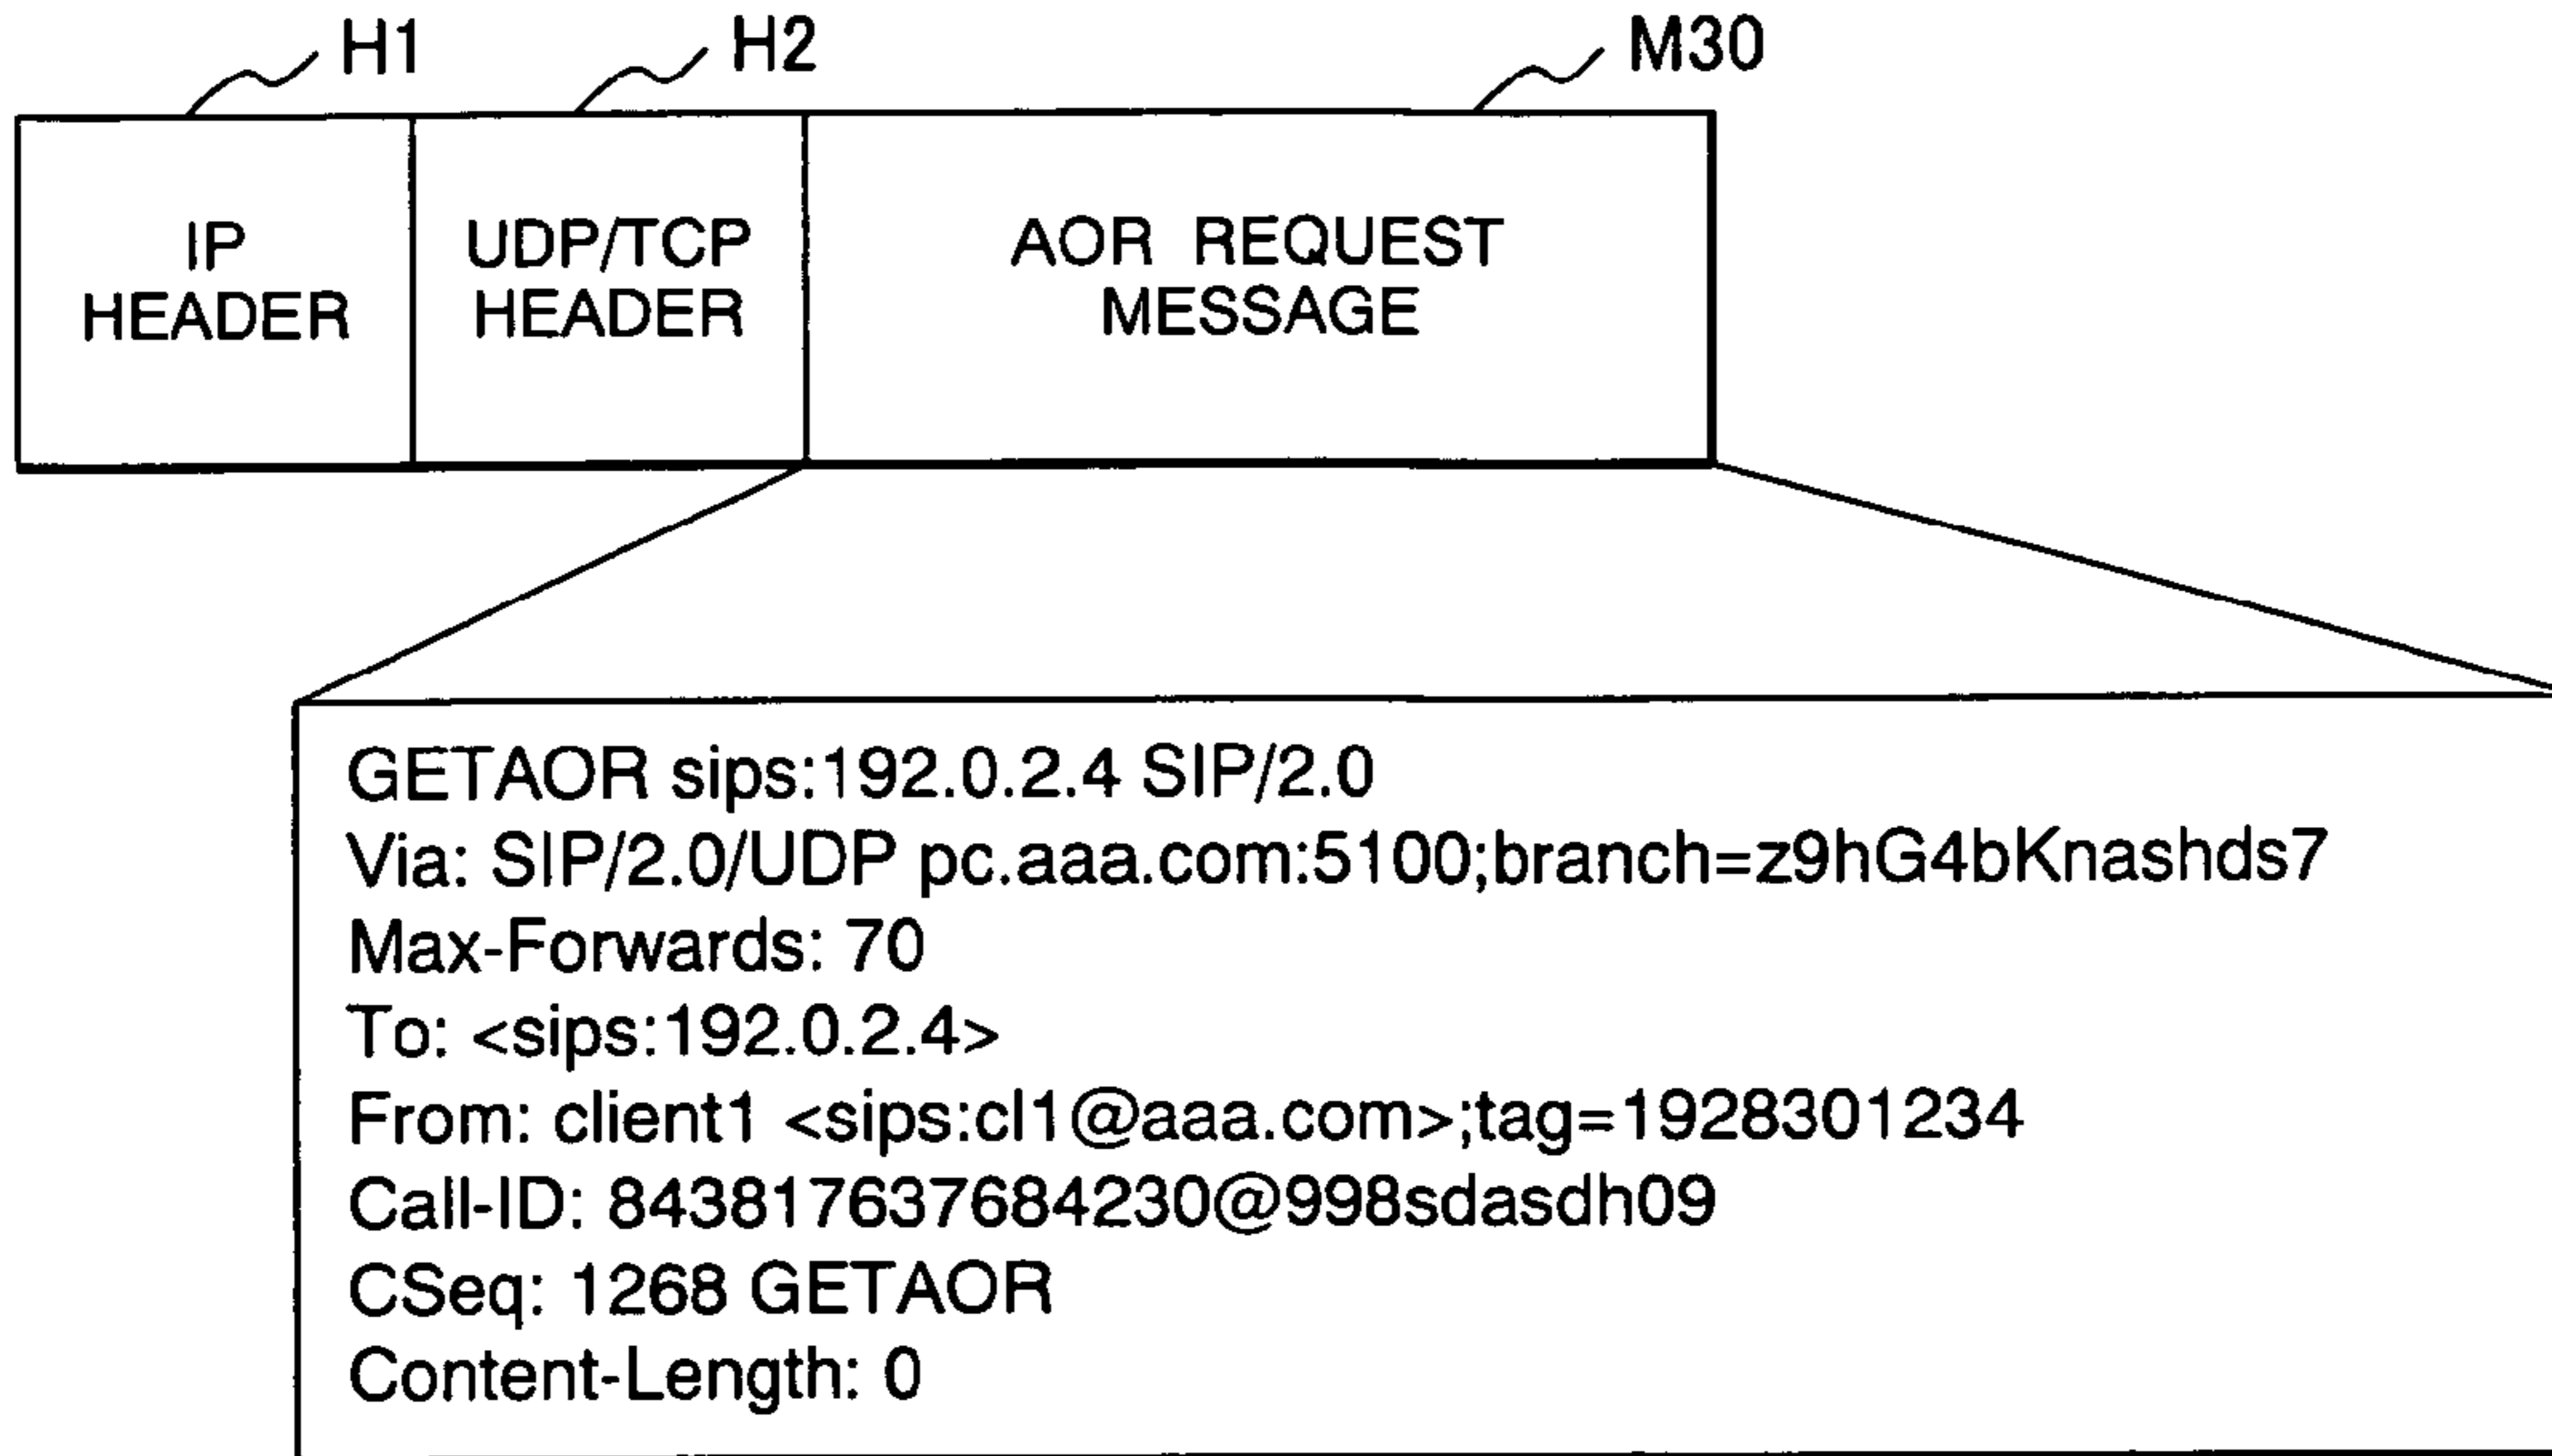 H1
H2
M30
IP
HEADER
UDP/TCP
HEADER
AOR REQUEST
MESSAGE
GETAOR sips:192.0.2.4 SIP/2.0
Via: SIP/2.0/UDP pc.aaa.com:5100;branch=z9hG4bKnashds7
Max-Forwards: 70
To: <sips:192.0.2.4>
From: client1 <sips:cl1@aaa.com>;tag=1928301234
Call-ID: 843817637684230@998sdasdh09
CSeq: 1268 GETAOR
Content-Length: 0